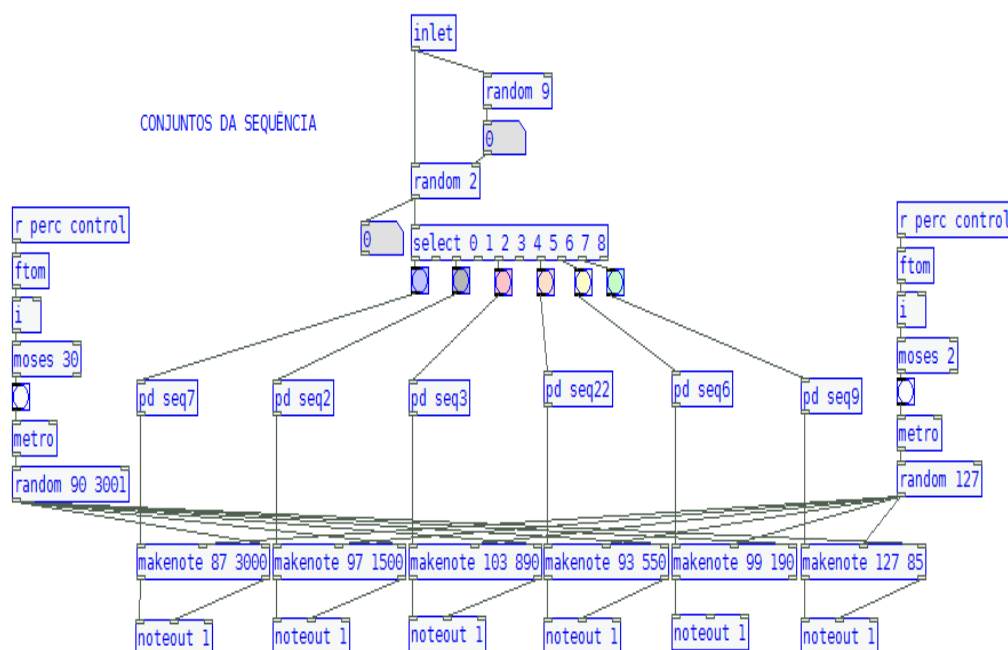 inlet
random 9
CONJUNTOS DA SEQUÊNCIA
0
random 2
r perc control
r perc control
0
select 0 1 2 3 4 5 6 7 8
ftom
ftom
i
i
moses 30
moses 2
pd seq7
pd seq2
pd seq3
pd seq22
pd seq6
pd seq9
metro
metro
random 90 3001
random 127
makenote 87 3000
makenote 97 1500
makenote 103 890
makenote 93 550
makenote 99 190
makenote 127 85
noteout 1
noteout 1
noteout 1
noteout 1
noteout 1
noteout 1